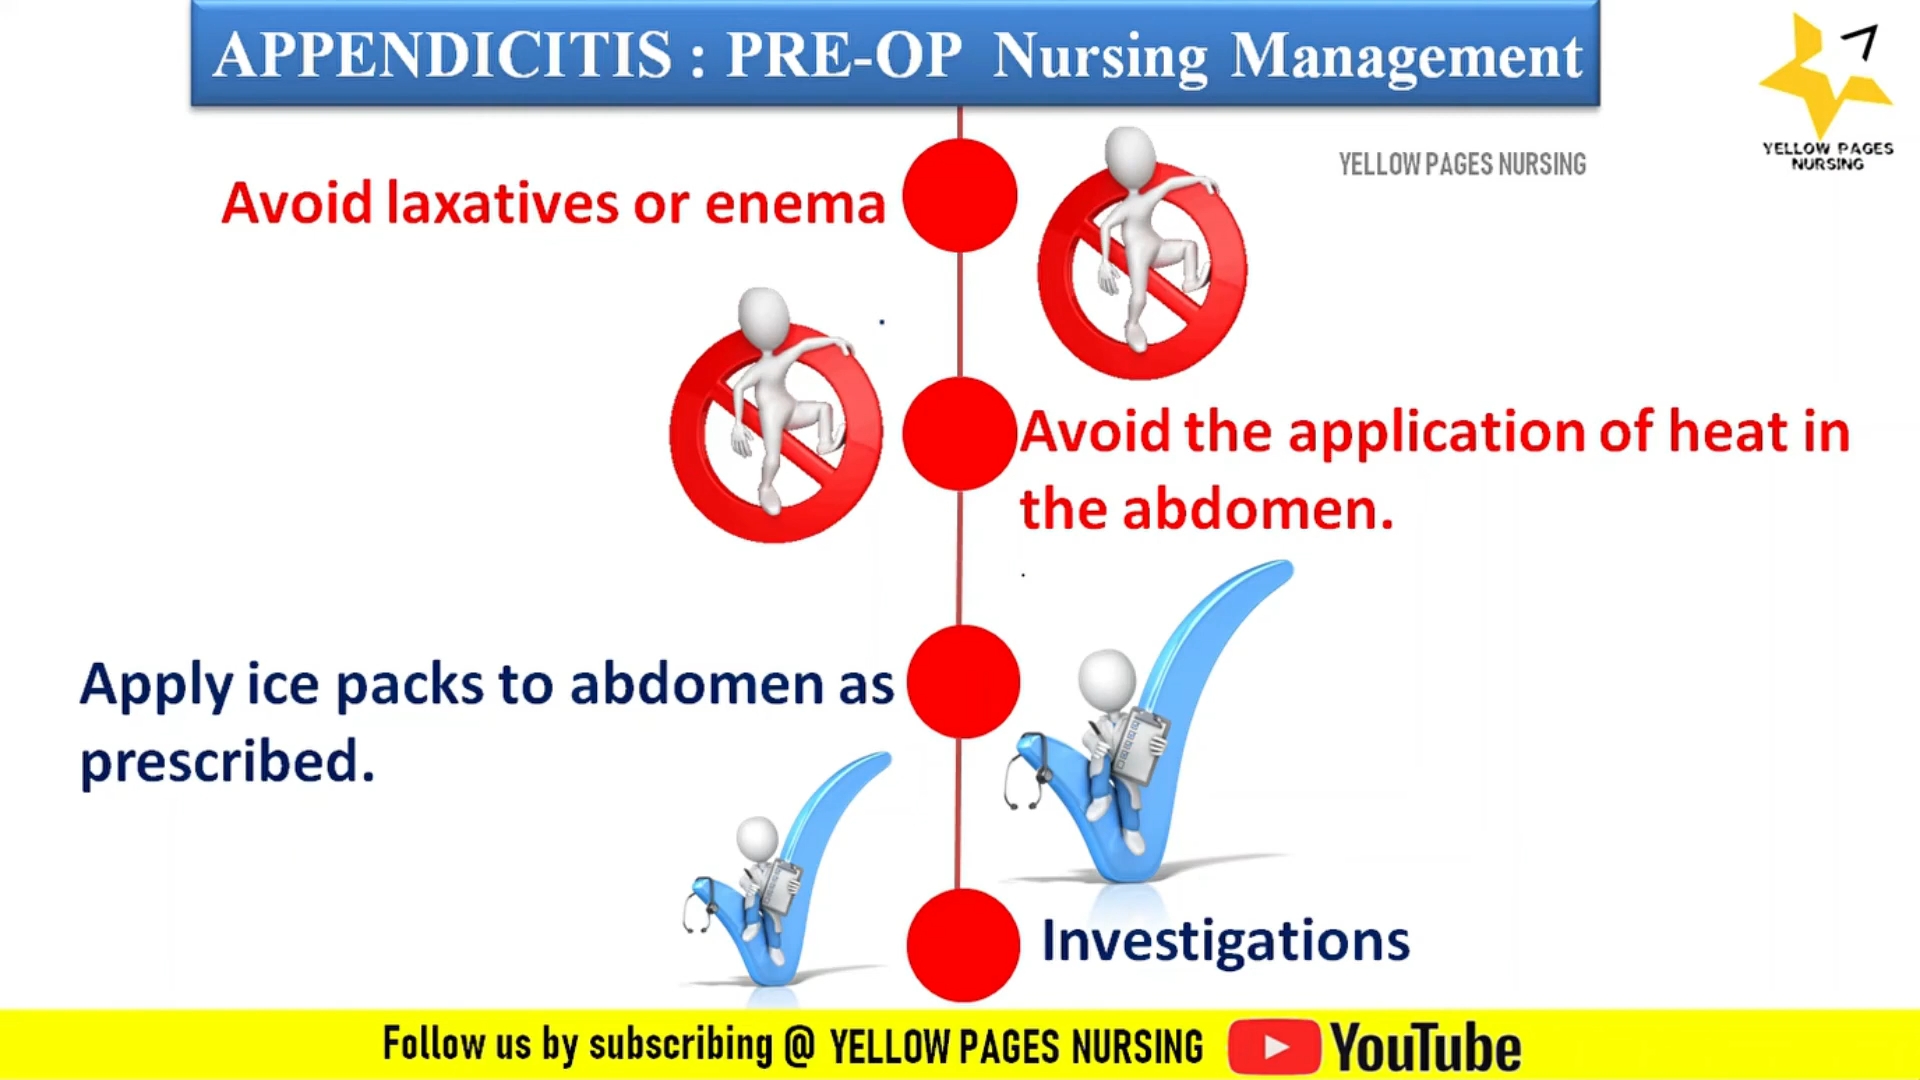 APPENDICITIS : PRE-OP Nursing Management
YELLOW PAGES
NURSING
YELLOW PAGES NURSING
Avoid laxatives or enema
Avoid the application of heat in
the abdomen.
Apply ice packs to abdomen as
prescribed.
Investigations
Follow us by subscribing @ YELLOW PAGES NURSING YouTube